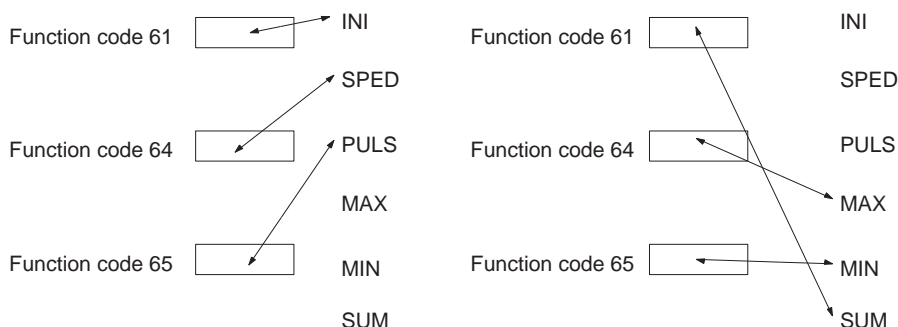 Function code 61
INI
SPED
Function code 64
PULS
MAX
Function code 65
MIN
SUM
Function code 61
INI
SPED
Function code 64
PULS
MAX
Function code 65
MIN
SUM